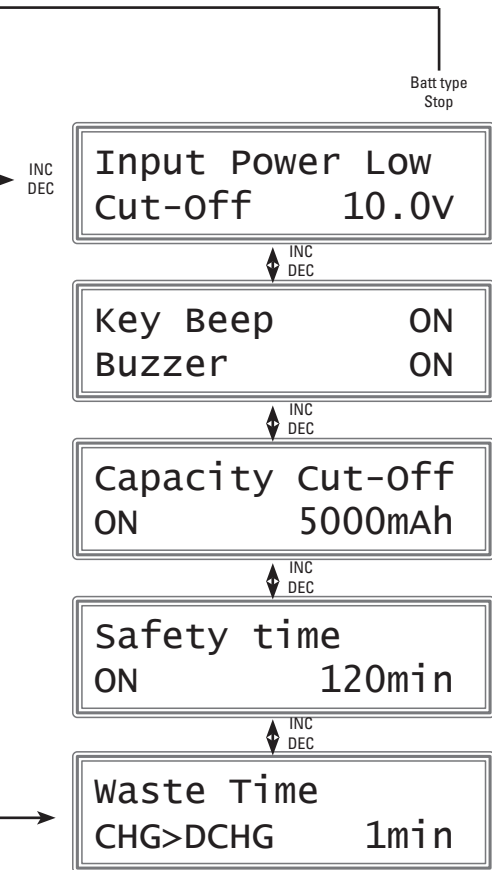 Batt type
Stop
INC
DEC
Input Power Low
Cut-Off 10.0V
INC
DEC
Key Beep ON
Buzzer ON
INC
DEC
Capacity Cut-Off
ON 5000mAh
INC
DEC
Safety time
ON 120min
INC
DEC
Waste Time
CHG>DCHG 1min